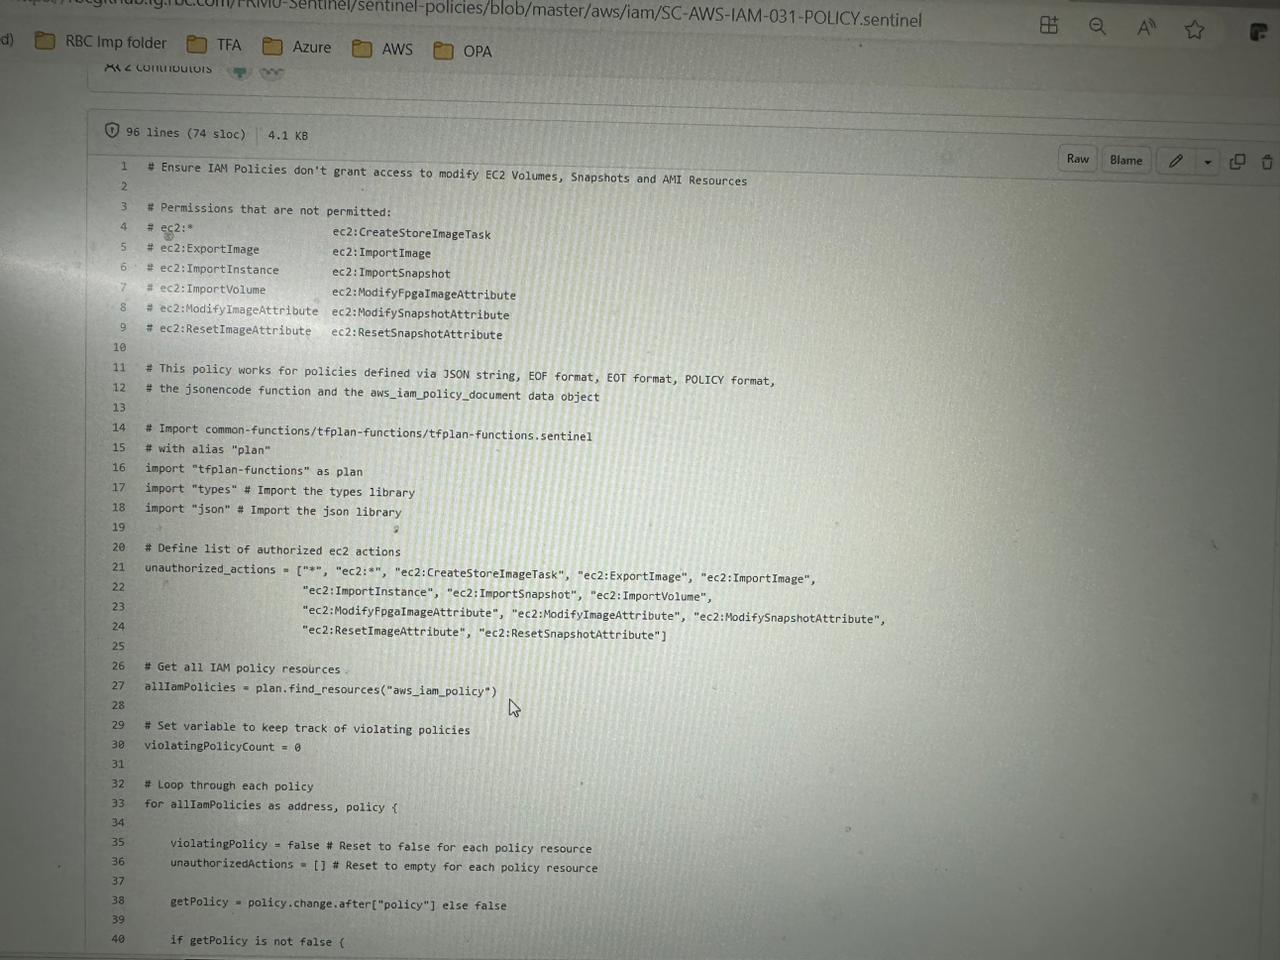 sentinel-policies/blob/master/aws/iam/SC-AWS-IAM-031-POLICY.sentinel
RBC Imp folder TFA Azure AWS OPA
2 contributors
96 lines (74 sloc) 4.1 KB
Raw Blame
1 # Ensure IAM Policies don't grant access to modify EC2 Volumes, Snapshots and AMI Resources
2
3 # Permissions that are not permitted:
4 # ec2:* ec2:CreateStoreImageTask
5 # ec2:ExportImage ec2:ImportImage
6 # ec2:ImportInstance ec2:ImportSnapshot
7 # ec2:ImportVolume ec2:ModifyFpgaImageAttribute
8 # ec2:ModifyImageAttribute ec2:ModifySnapshotAttribute
9 # ec2:ResetImageAttribute ec2:ResetSnapshotAttribute
10
11 # This policy works for policies defined via JSON string, EOF format, EOT format, POLICY format,
12 # the jsonencode function and the aws_iam_policy_document data object
13
14 # Import common-functions/tfplan-functions/tfplan-functions.sentinel
15 # with alias "plan"
16 import "tfplan-functions" as plan
17 import "types" # Import the types library
18 import "json" # Import the json library
19
20 # Define list of authorized ec2 actions
21 unauthorized_actions = ["*", "ec2:*", "ec2:CreateStoreImageTask", "ec2:ExportImage", "ec2:ImportImage",
22 "ec2:ImportInstance", "ec2:ImportSnapshot", "ec2:ImportVolume",
23 "ec2:ModifyFpgaImageAttribute", "ec2:ModifyImageAttribute", "ec2:ModifySnapshotAttribute",
24 "ec2:ResetImageAttribute", "ec2:ResetSnapshotAttribute"]
25
26 # Get all IAM policy resources
27 allIamPolicies = plan.find_resources("aws_iam_policy")
28
29 # Set variable to keep track of violating policies
30 violatingPolicyCount = 0
31
32 # Loop through each policy
33 for allIamPolicies as address, policy {
34
35 violatingPolicy = false # Reset to false for each policy resource
36 unauthorizedActions = [] # Reset to empty for each policy resource
37
38 getPolicy = policy.change.after["policy"] else false
39
40 if getPolicy is not false {